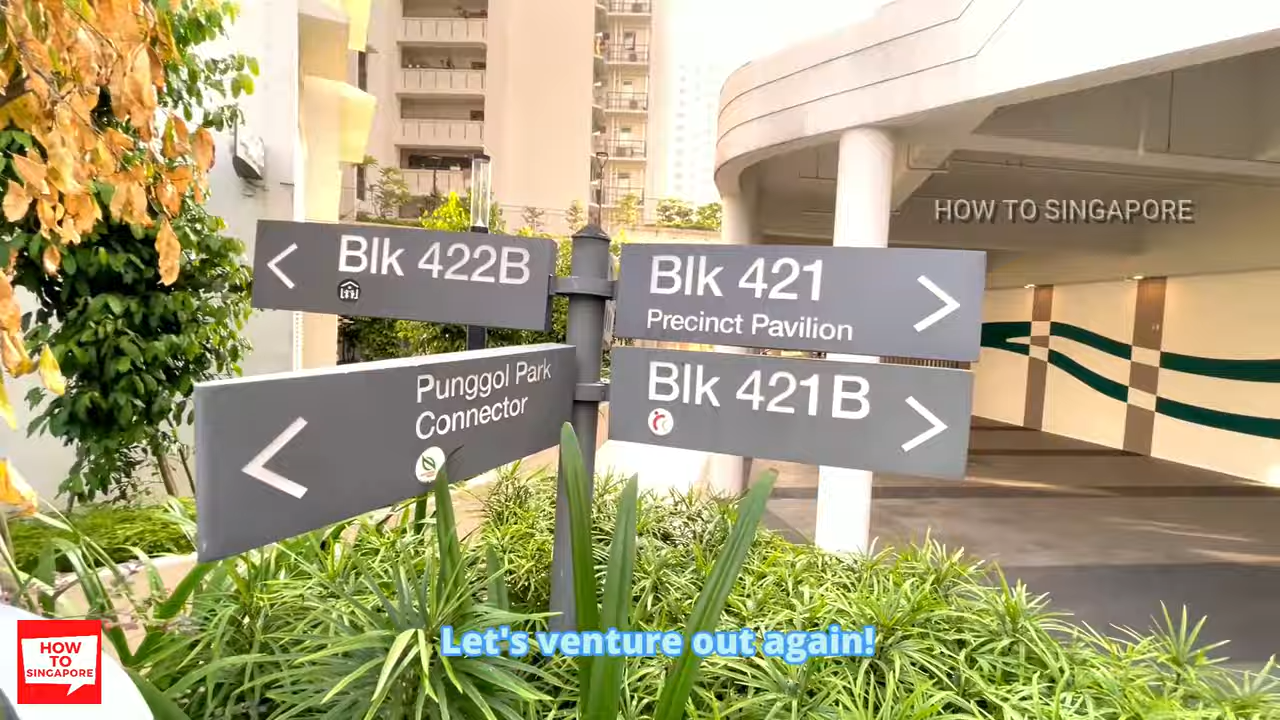 HOW TO SINGAPORE
Blk 422B
Blk 421
Precinct Pavilion
Punggol Park
Connector
Blk 421B
Let's venture out again!
HOW
TO
SINGAPORE